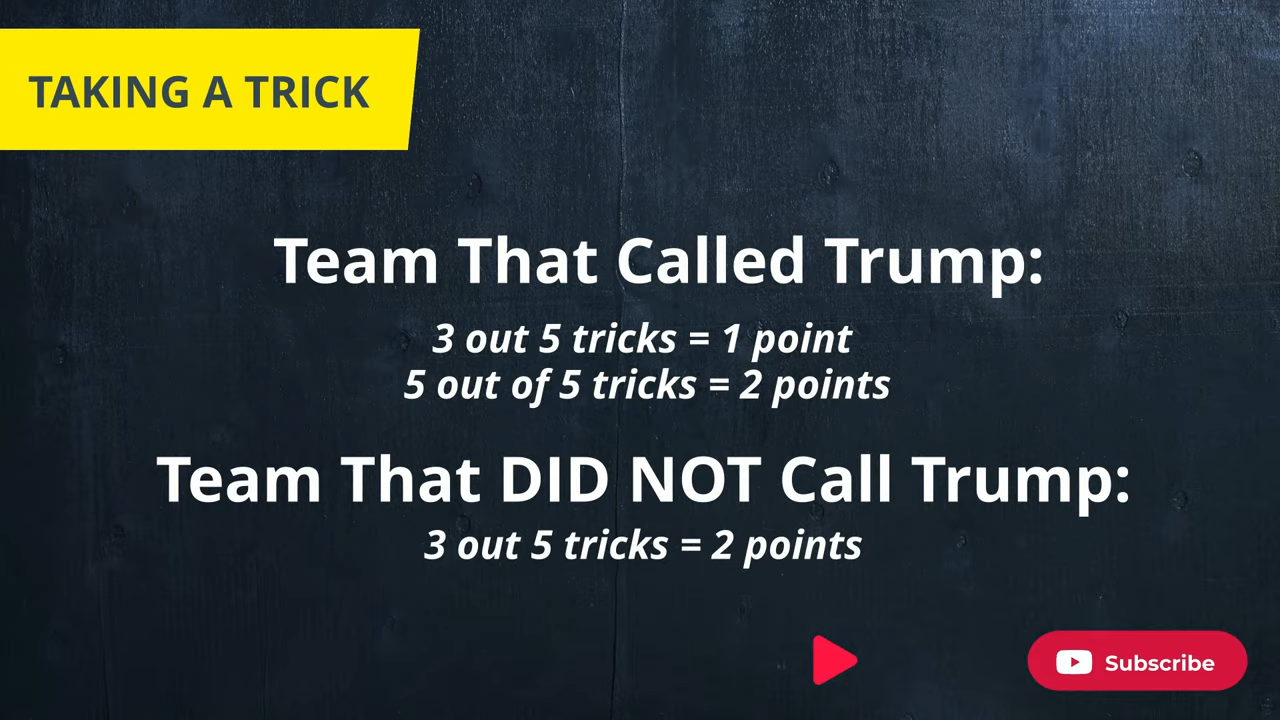 TAKING A TRICK
Team That Called Trump:
3 out 5 tricks = 1 point
5 out of 5 tricks = 2 points
Team That DID NOT Call Trump:
3 out 5 tricks = 2 points
Subscribe